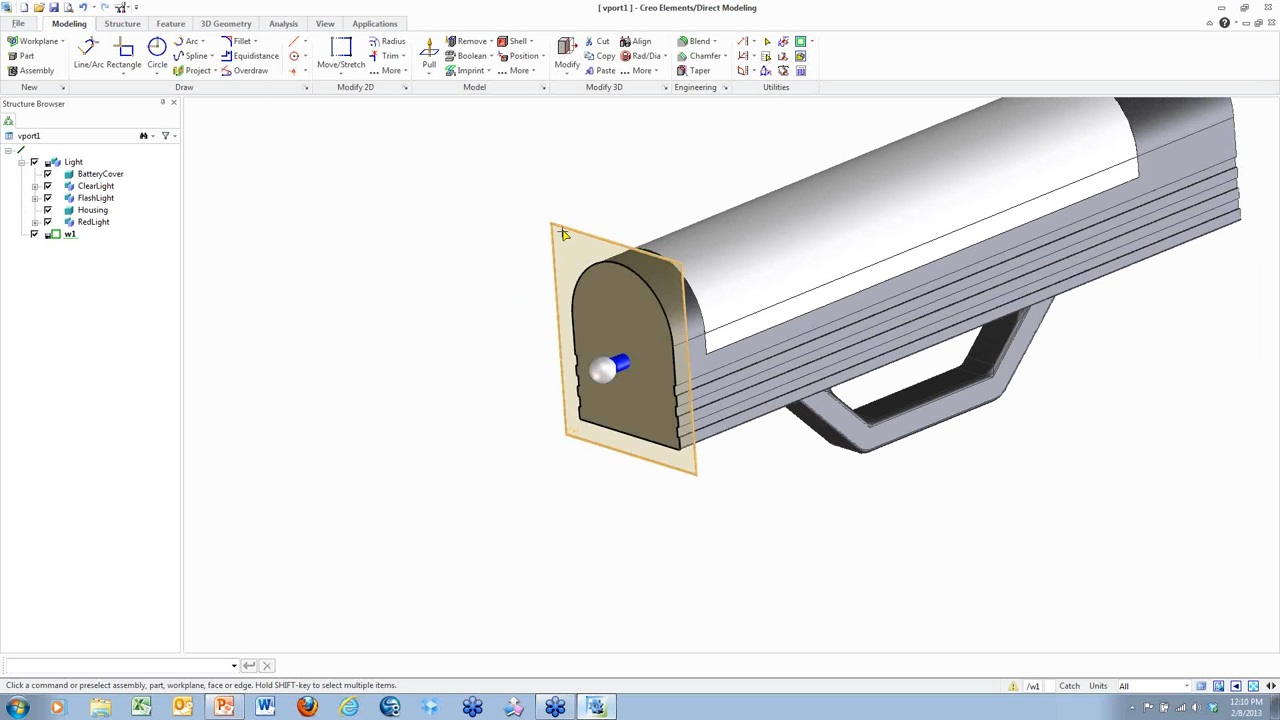 [ vport1 ] - Creo Elements/Direct Modeling
File Modeling Structure Feature 3D Geometry Analysis View Applications
Workplane Line/Arc Rectangle Circle Arc Fillet Move/Stretch Radius Pull Remove Shell Modify Cut Align Blend
Part Spline Equidistance Trim Boolean Position Copy Rad/Dia Chamfer
Assembly Project Overdraw More Imprint More Paste More Taper
New Draw Modify 2D Model Modify 3D Engineering Utilities
Structure Browser
vport1
Light
BatteryCover
ClearLight
FlashLight
Housing
RedLight
w1
Click a command or preselect assembly, part, workplane, face or edge. Hold SHIFT-key to select multiple items.
/w1 Catch Units All
12:10 PM
2/8/2013